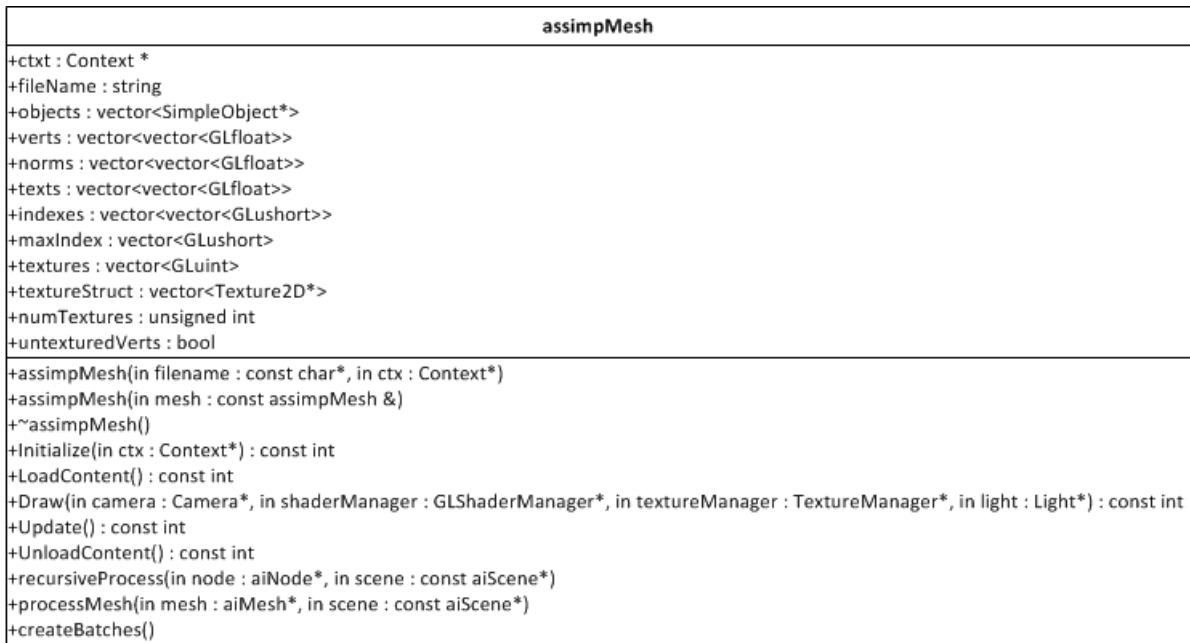 assimpMesh
+ctxt : Context *
+fileName : string
+objects : vector<SimpleObject*>
+verts : vector<vector<GLfloat>>
+norms : vector<vector<GLfloat>>
+texts : vector<vector<GLfloat>>
+indexes : vector<vector<GLushort>>
+maxIndex : vector<GLushort>
+textures : vector<GLuint>
+textureStruct : vector<Texture2D*>
+numTextures : unsigned int
+untexturedVerts : bool
+assimpMesh(in filename : const char*, in ctx : Context*)
+assimpMesh(in mesh : const assimpMesh &)
+~assimpMesh()
+Initialize(in ctx : Context*) : const int
+LoadContent() : const int
+Draw(in camera : Camera*, in shaderManager : GLShaderManager*, in textureManager : TextureManager*, in light : Light*) : const int
+Update() : const int
+UnloadContent() : const int
+recursiveProcess(in node : aiNode*, in scene : const aiScene*)
+processMesh(in mesh : aiMesh*, in scene : const aiScene*)
+createBatches()